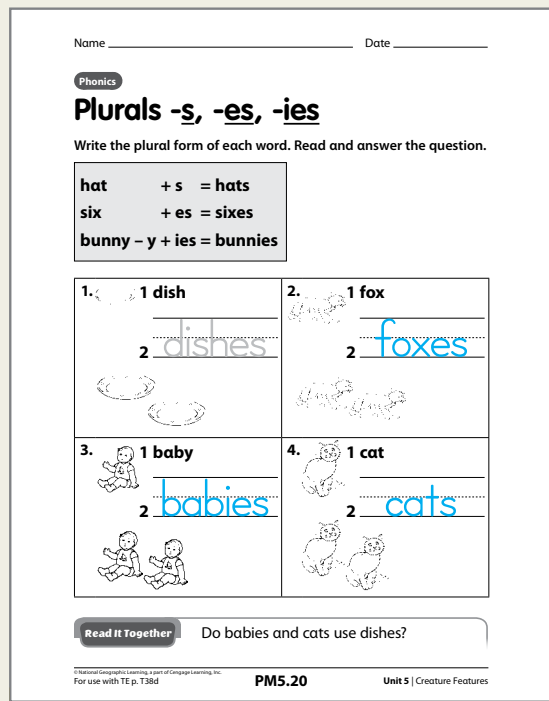 Name Date
Phonics
Plurals -s, -es, -ies
Write the plural form of each word. Read and answer the question.
hat + s = hats
six + es = sixes
bunny – y + ies = bunnies
1. 1 dish
2 dishes
2. 1 fox
2 foxes
3. 1 baby
2 babies
4. 1 cat
2 cats
Read It Together Do babies and cats use dishes?
© National Geographic Learning, a part of Cengage Learning, Inc.
For use with TE p. T38d PM5.20 Unit 5 | Creature Features